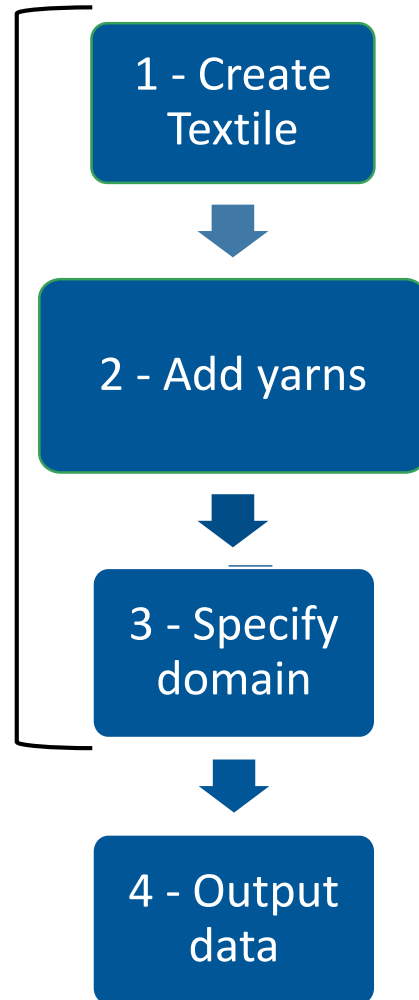 1 - Create
Textile
2 - Add yarns
3 - Specify
domain
4 - Output
data